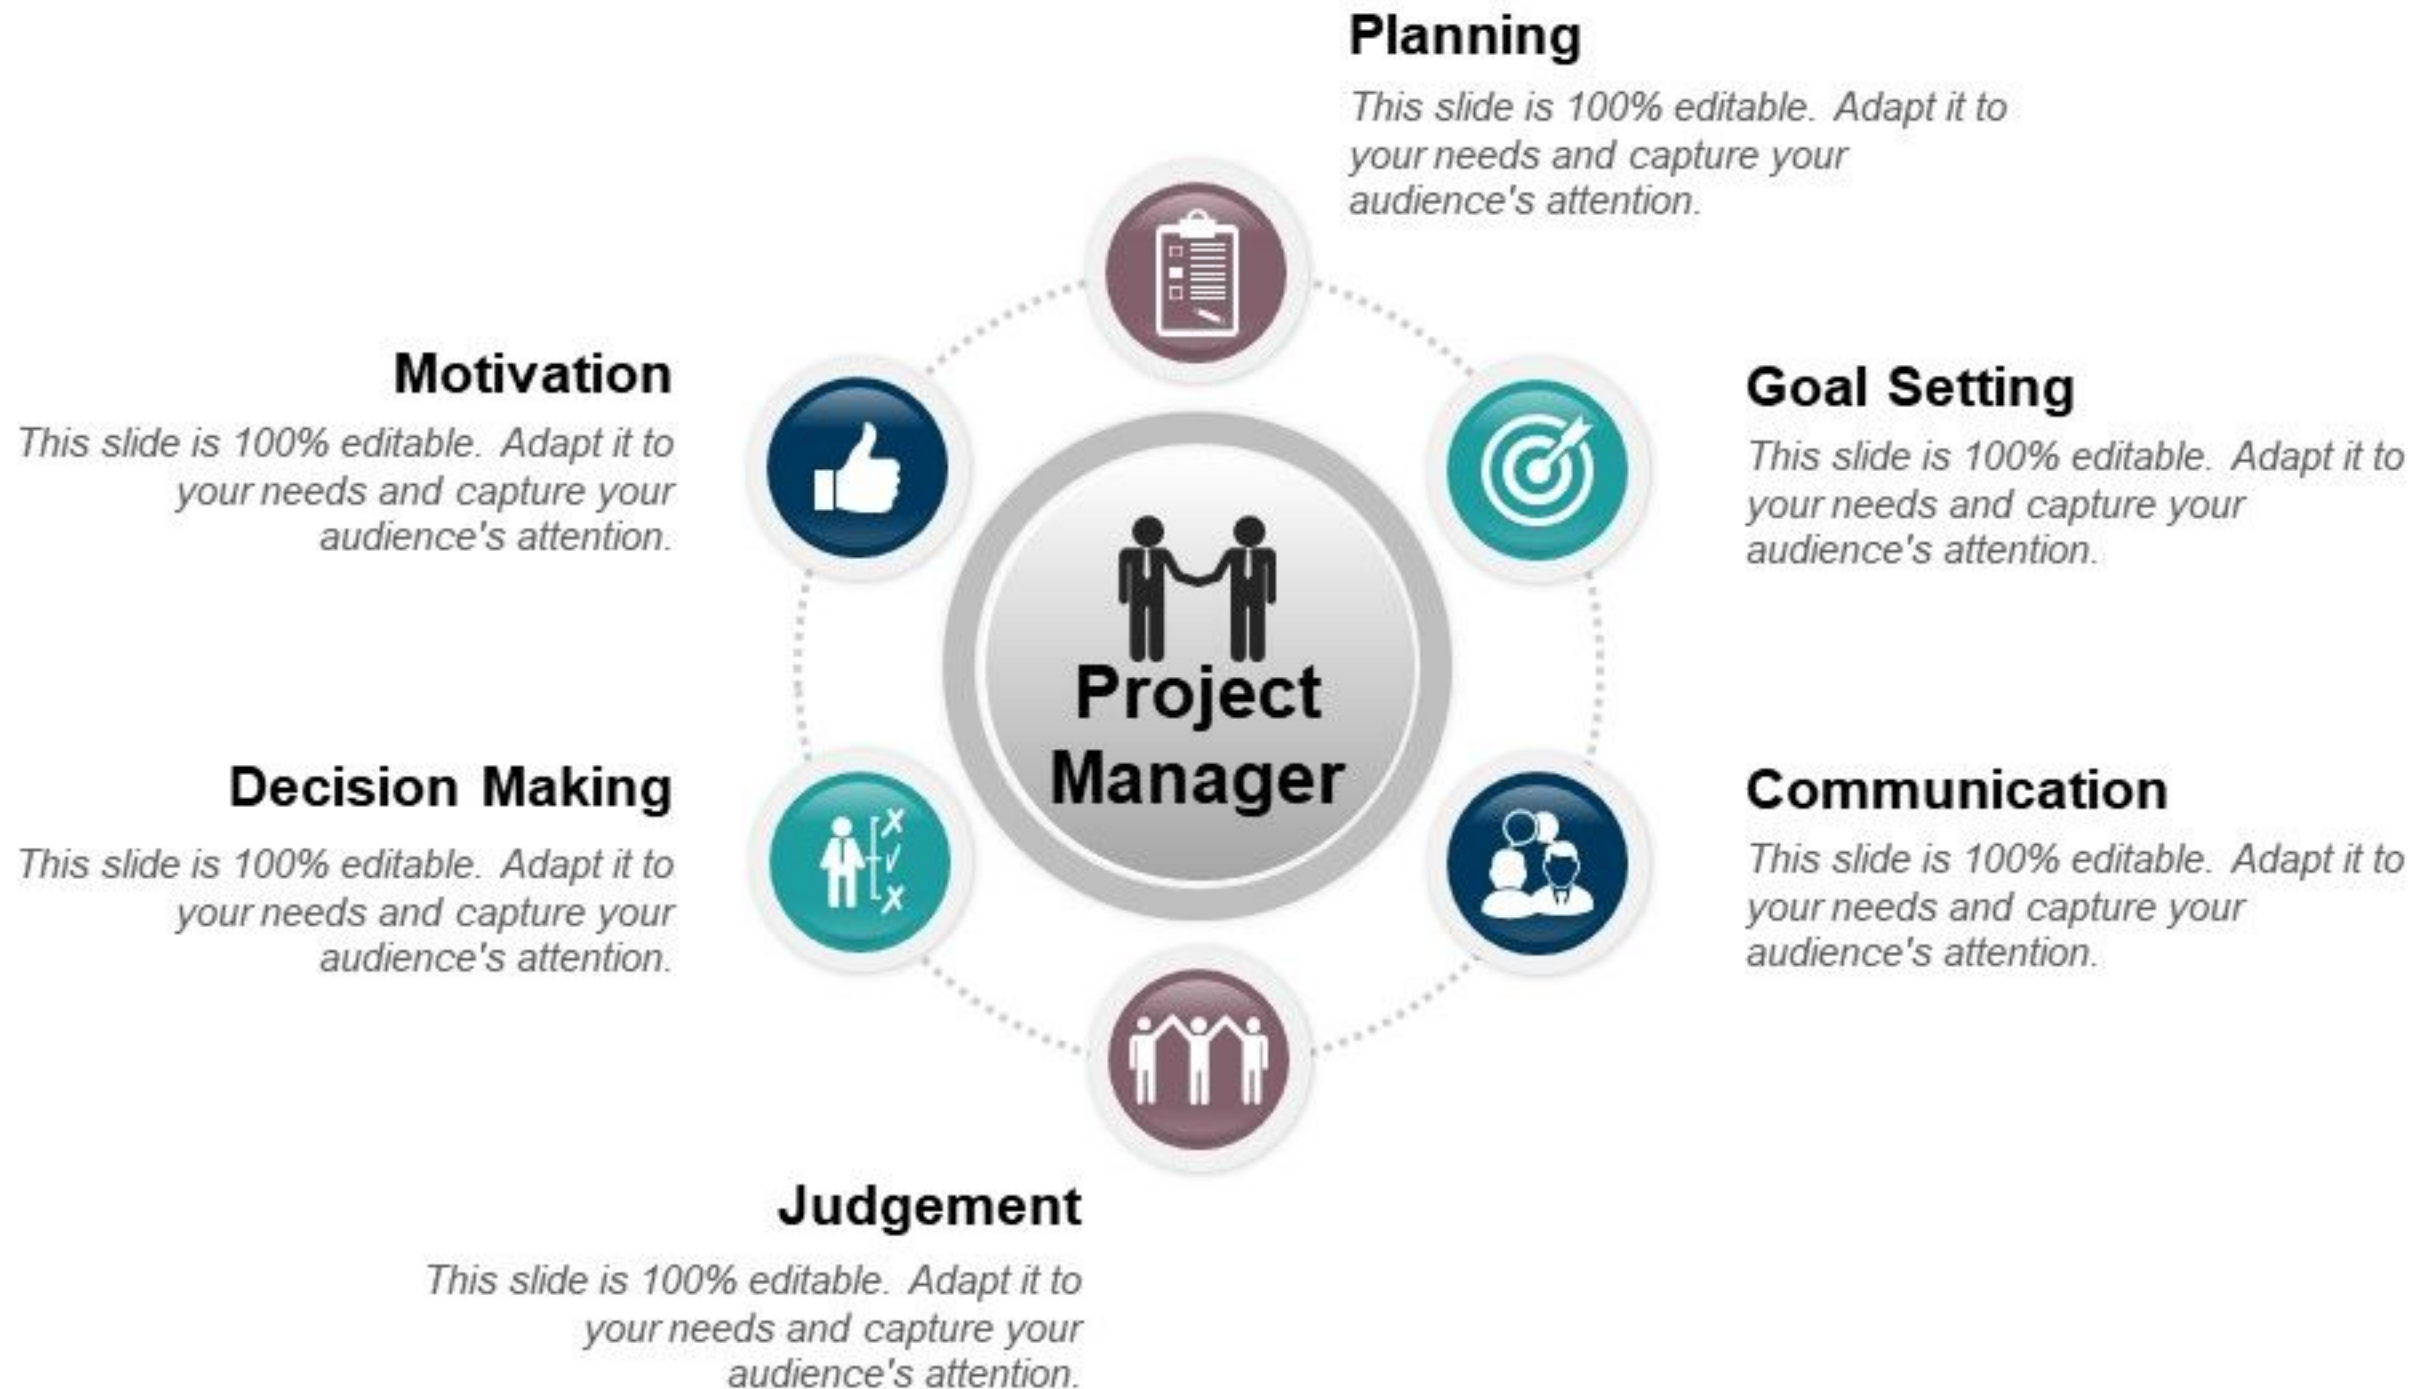 Planning
This slide is 100% editable. Adapt it to
your needs and capture your
audience's attention.
Motivation
This slide is 100% editable. Adapt it to
your needs and capture your
audience's attention.
Goal Setting
This slide is 100% editable. Adapt it to
your needs and capture your
audience's attention.
Project
Manager
Decision Making
This slide is 100% editable. Adapt it to
your needs and capture your
audience's attention.
Communication
This slide is 100% editable. Adapt it to
your needs and capture your
audience's attention.
Judgement
This slide is 100% editable. Adapt it to
your needs and capture your
audience's attention.